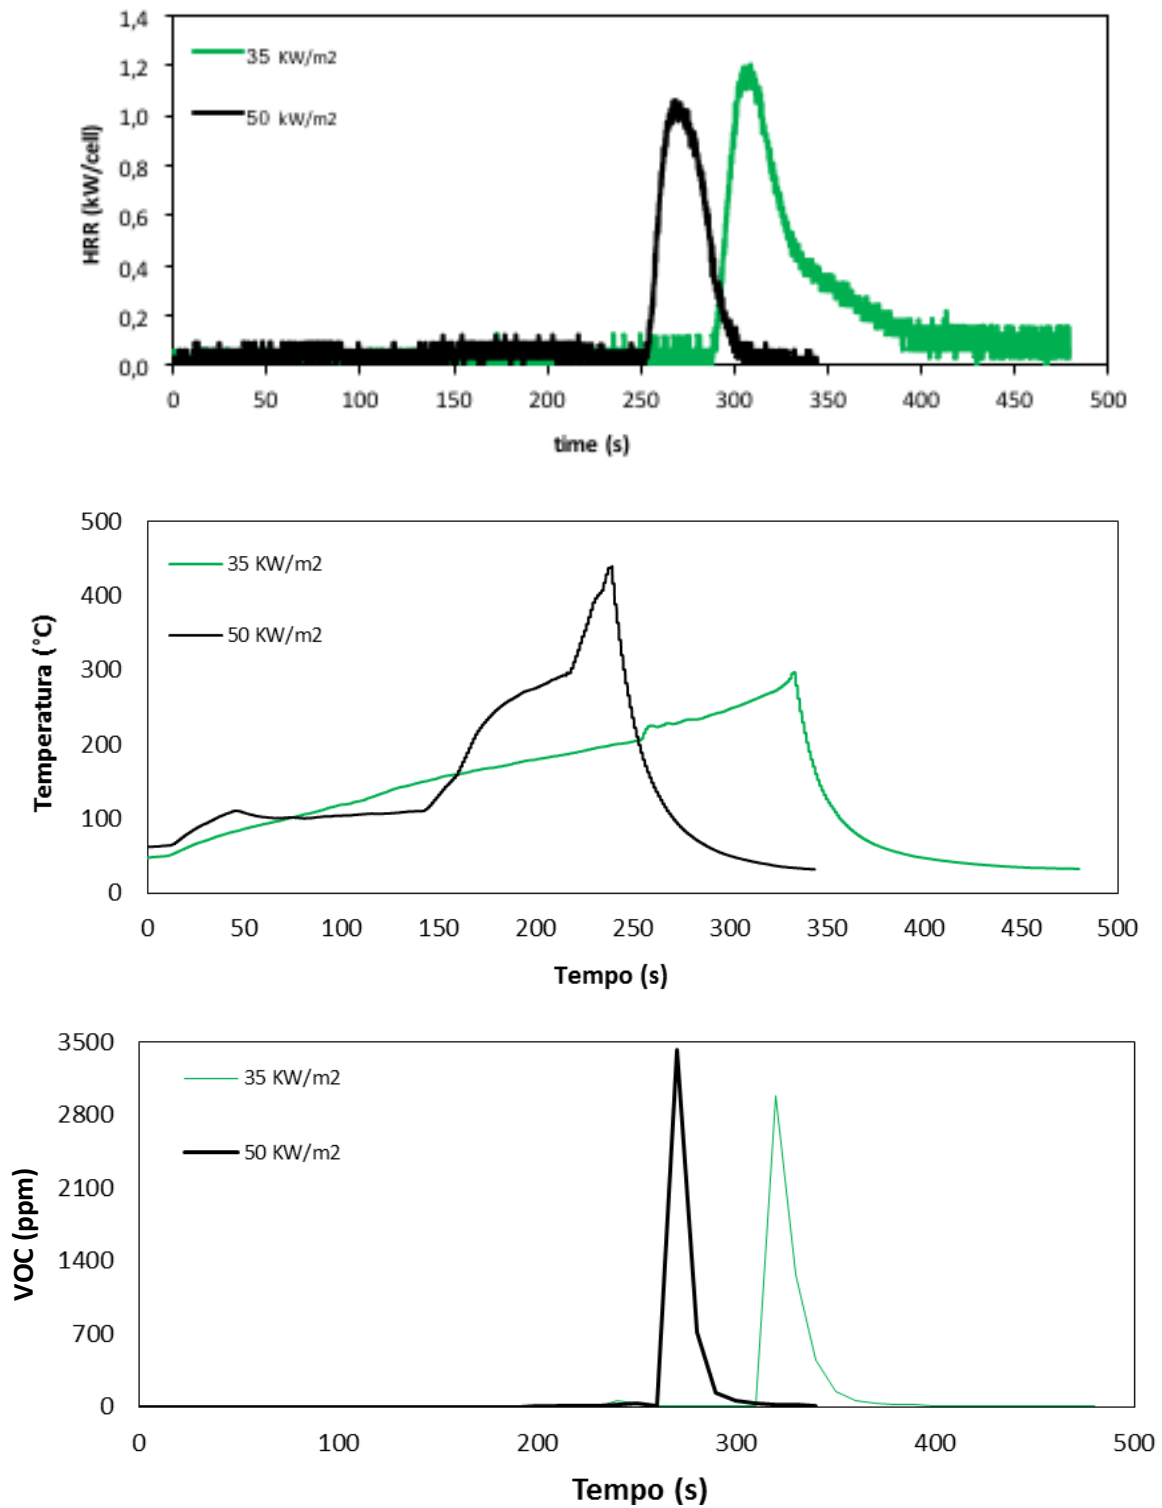 1,4
1,2
1,0
0,8
0,6
0,4
0,2
0,0
HRR (kW/cell)
35 KW/m2
50 kW/m2
0 50 100 150 200 250 300 350 400 450 500
time (s)
500
400
300
200
100
0
Temperatura (°C)
35 KW/m2
50 KW/m2
0 50 100 150 200 250 300 350 400 450 500
Tempo (s)
3500
2800
2100
1400
700
0
VOC (ppm)
35 KW/m2
50 KW/m2
0 100 200 300 400 500
Tempo (s)